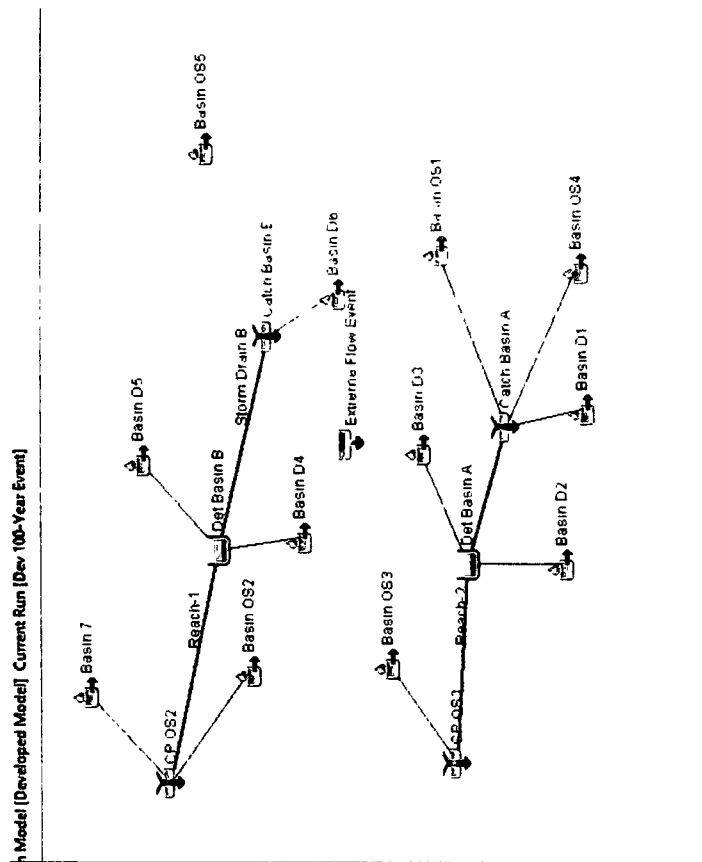 n Model [Developed Model] Current Run [Dev 100-Year Event]
Basin 7
CP OS2
Basin OS2
Reach-1
Basin D5
Det Basin B
Basin D4
Storm Drain B
Catch Basin
Basin D6
Extreme Flow Event
Basin OS5
Basin OS3
Reach-2
Basin D3
Det Basin A
Basin D2
Catch Basin A
Basin D1
Basin OS1
Basin OS4